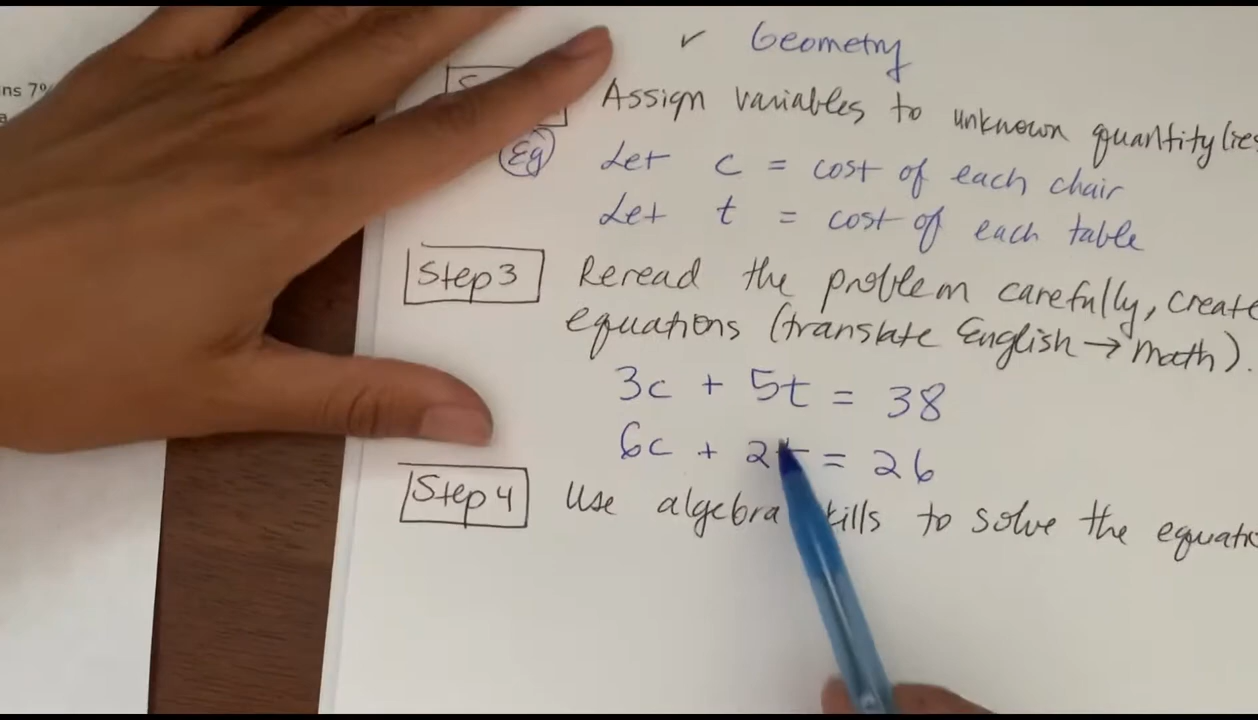 ns 7%
✓ Geometry
Assign variables to unknown
Eg Let c = cost of each chair
Let t = cost of each table
Step 3 Reread the problem carefully, create
equations (translate English → math).
3c + 5t = 38
6c + 2t = 26
Step 4 Use algebra to solve the